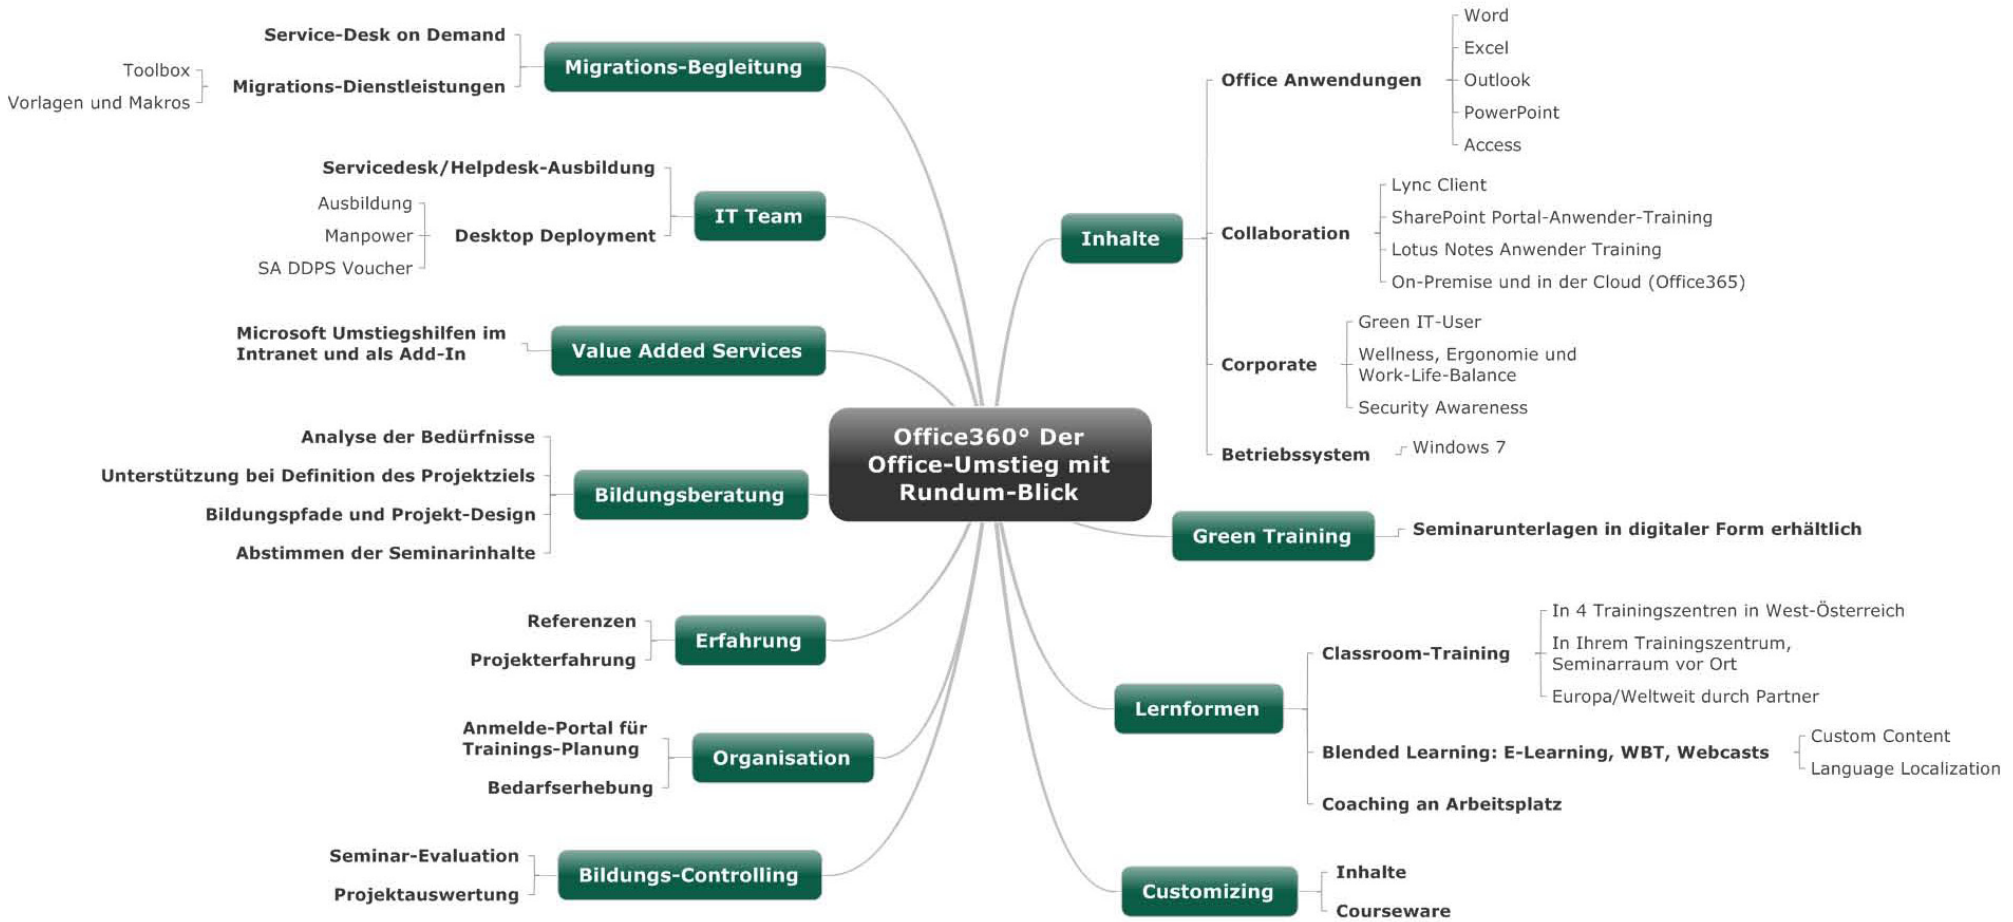 Office360° Der
Office-Umstieg mit
Rundum-Blick
Migrations-Begleitung
Service-Desk on Demand
Migrations-Dienstleistungen
Toolbox
Vorlagen und Makros
IT Team
Servicedesk/Helpdesk-Ausbildung
Desktop Deployment
Ausbildung
Manpower
SA DDPS Voucher
Value Added Services
Microsoft Umstiegshilfen im
Intranet und als Add-In
Bildungsberatung
Analyse der Bedürfnisse
Unterstützung bei Definition des Projektziels
Bildungspfade und Projekt-Design
Abstimmen der Seminarinhalte
Erfahrung
Referenzen
Projekterfahrung
Organisation
Anmelde-Portal für
Trainings-Planung
Bedarfserhebung
Bildungs-Controlling
Seminar-Evaluation
Projektauswertung
Inhalte
Office Anwendungen
Word
Excel
Outlook
PowerPoint
Access
Collaboration
Lync Client
SharePoint Portal-Anwender-Training
Lotus Notes Anwender Training
On-Premise und in der Cloud (Office365)
Corporate
Green IT-User
Wellness, Ergonomie und
Work-Life-Balance
Security Awareness
Betriebssystem
Windows 7
Green Training
Seminarunterlagen in digitaler Form erhältlich
Lernformen
Classroom-Training
In 4 Trainingszentren in West-Österreich
In Ihrem Trainingszentrum,
Seminarraum vor Ort
Europa/Weltweit durch Partner
Blended Learning: E-Learning, WBT, Webcasts
Custom Content
Language Localization
Coaching an Arbeitsplatz
Customizing
Inhalte
Courseware